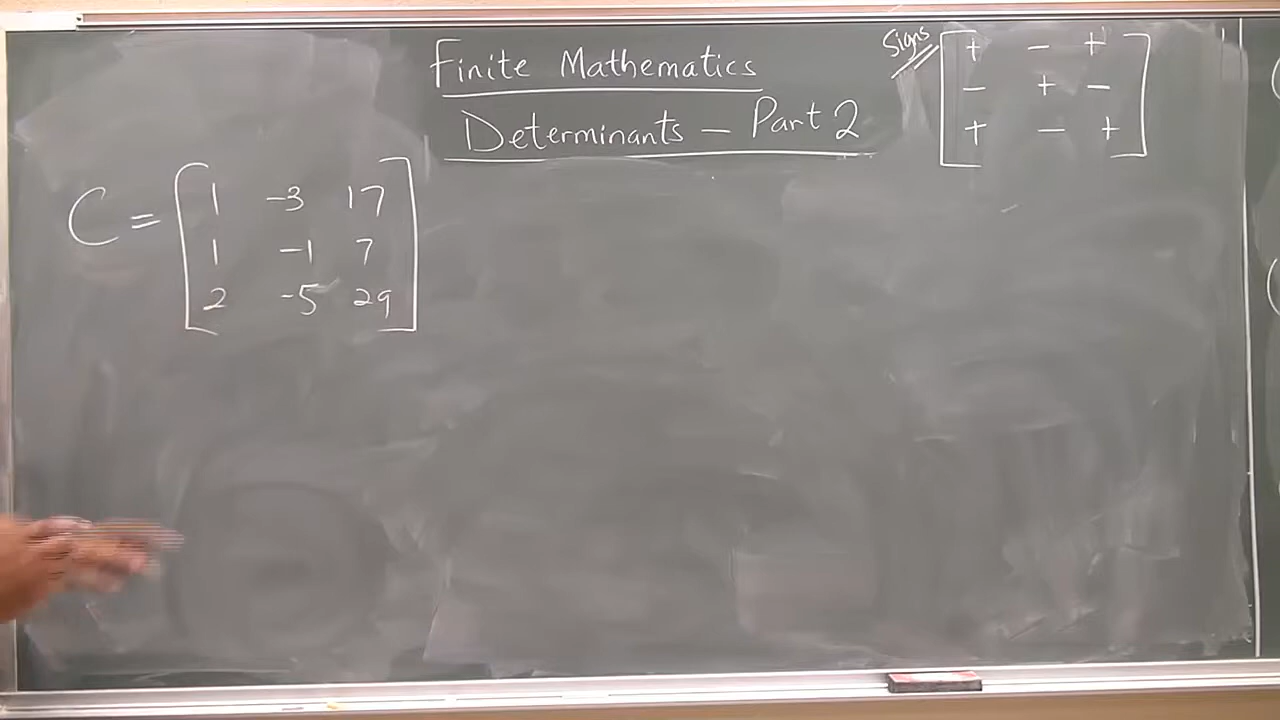 Finite Mathematics
Determinants – Part 2
Signs
+ − +
− + −
+ − +
C = [ 1 -3 17
1 -1 7
2 -5 29 ]